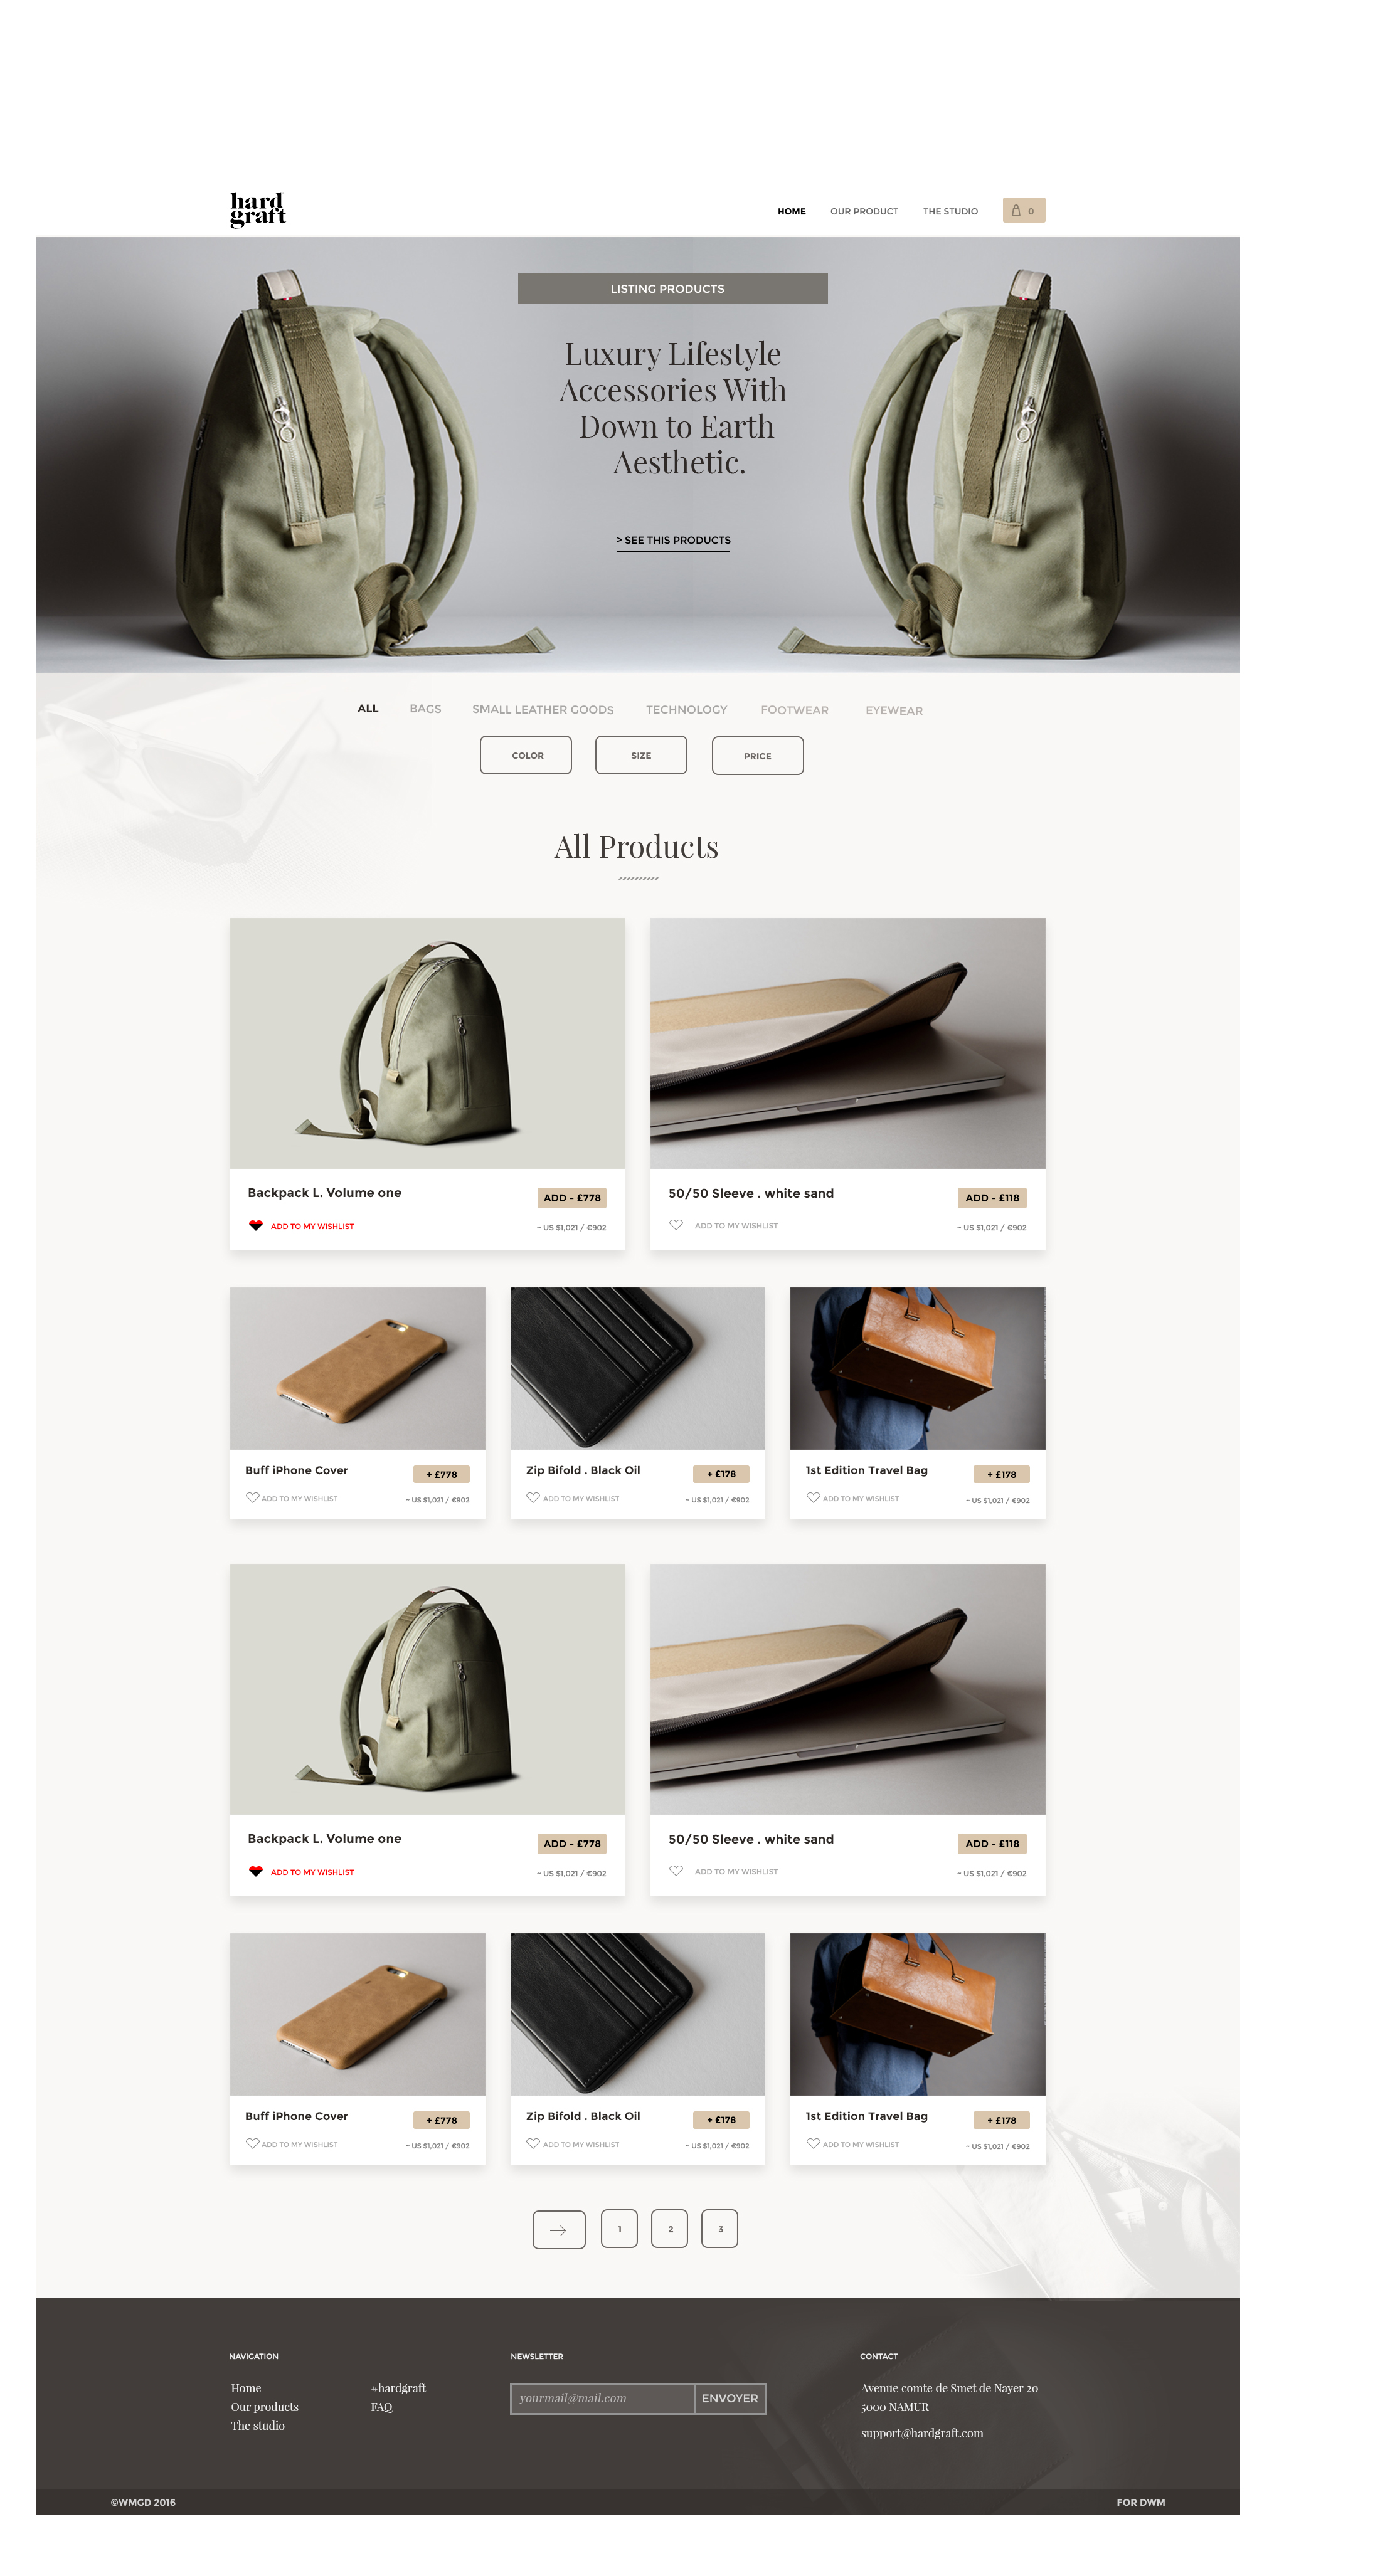 hard
graft
HOME
OUR PRODUCT
THE STUDIO
0
LISTING PRODUCTS
Luxury Lifestyle
Accessories With
Down to Earth
Aesthetic.
> SEE THIS PRODUCTS
ALL
BAGS
SMALL LEATHER GOODS
TECHNOLOGY
FOOTWEAR
EYEWEAR
COLOR
SIZE
PRICE
All Products
Backpack L. Volume one
ADD - £778
ADD TO MY WISHLIST
~ US $1,021 / €902
50/50 Sleeve . white sand
ADD - £118
ADD TO MY WISHLIST
~ US $1,021 / €902
Buff iPhone Cover
+ £778
ADD TO MY WISHLIST
~ US $1,021 / €902
Zip Bifold . Black Oil
+ £178
ADD TO MY WISHLIST
~ US $1,021 / €902
1st Edition Travel Bag
+ £178
ADD TO MY WISHLIST
~ US $1,021 / €902
Backpack L. Volume one
ADD - £778
ADD TO MY WISHLIST
~ US $1,021 / €902
50/50 Sleeve . white sand
ADD - £118
ADD TO MY WISHLIST
~ US $1,021 / €902
Buff iPhone Cover
+ £778
ADD TO MY WISHLIST
~ US $1,021 / €902
Zip Bifold . Black Oil
+ £178
ADD TO MY WISHLIST
~ US $1,021 / €902
1st Edition Travel Bag
+ £178
ADD TO MY WISHLIST
~ US $1,021 / €902
1
2
3
NAVIGATION
Home
Our products
The studio
#hardgraft
FAQ
NEWSLETTER
yourmail@mail.com
ENVOYER
CONTACT
Avenue comte de Smet de Nayer 20
5000 NAMUR
support@hardgraft.com
©WMGD 2016
FOR DWM